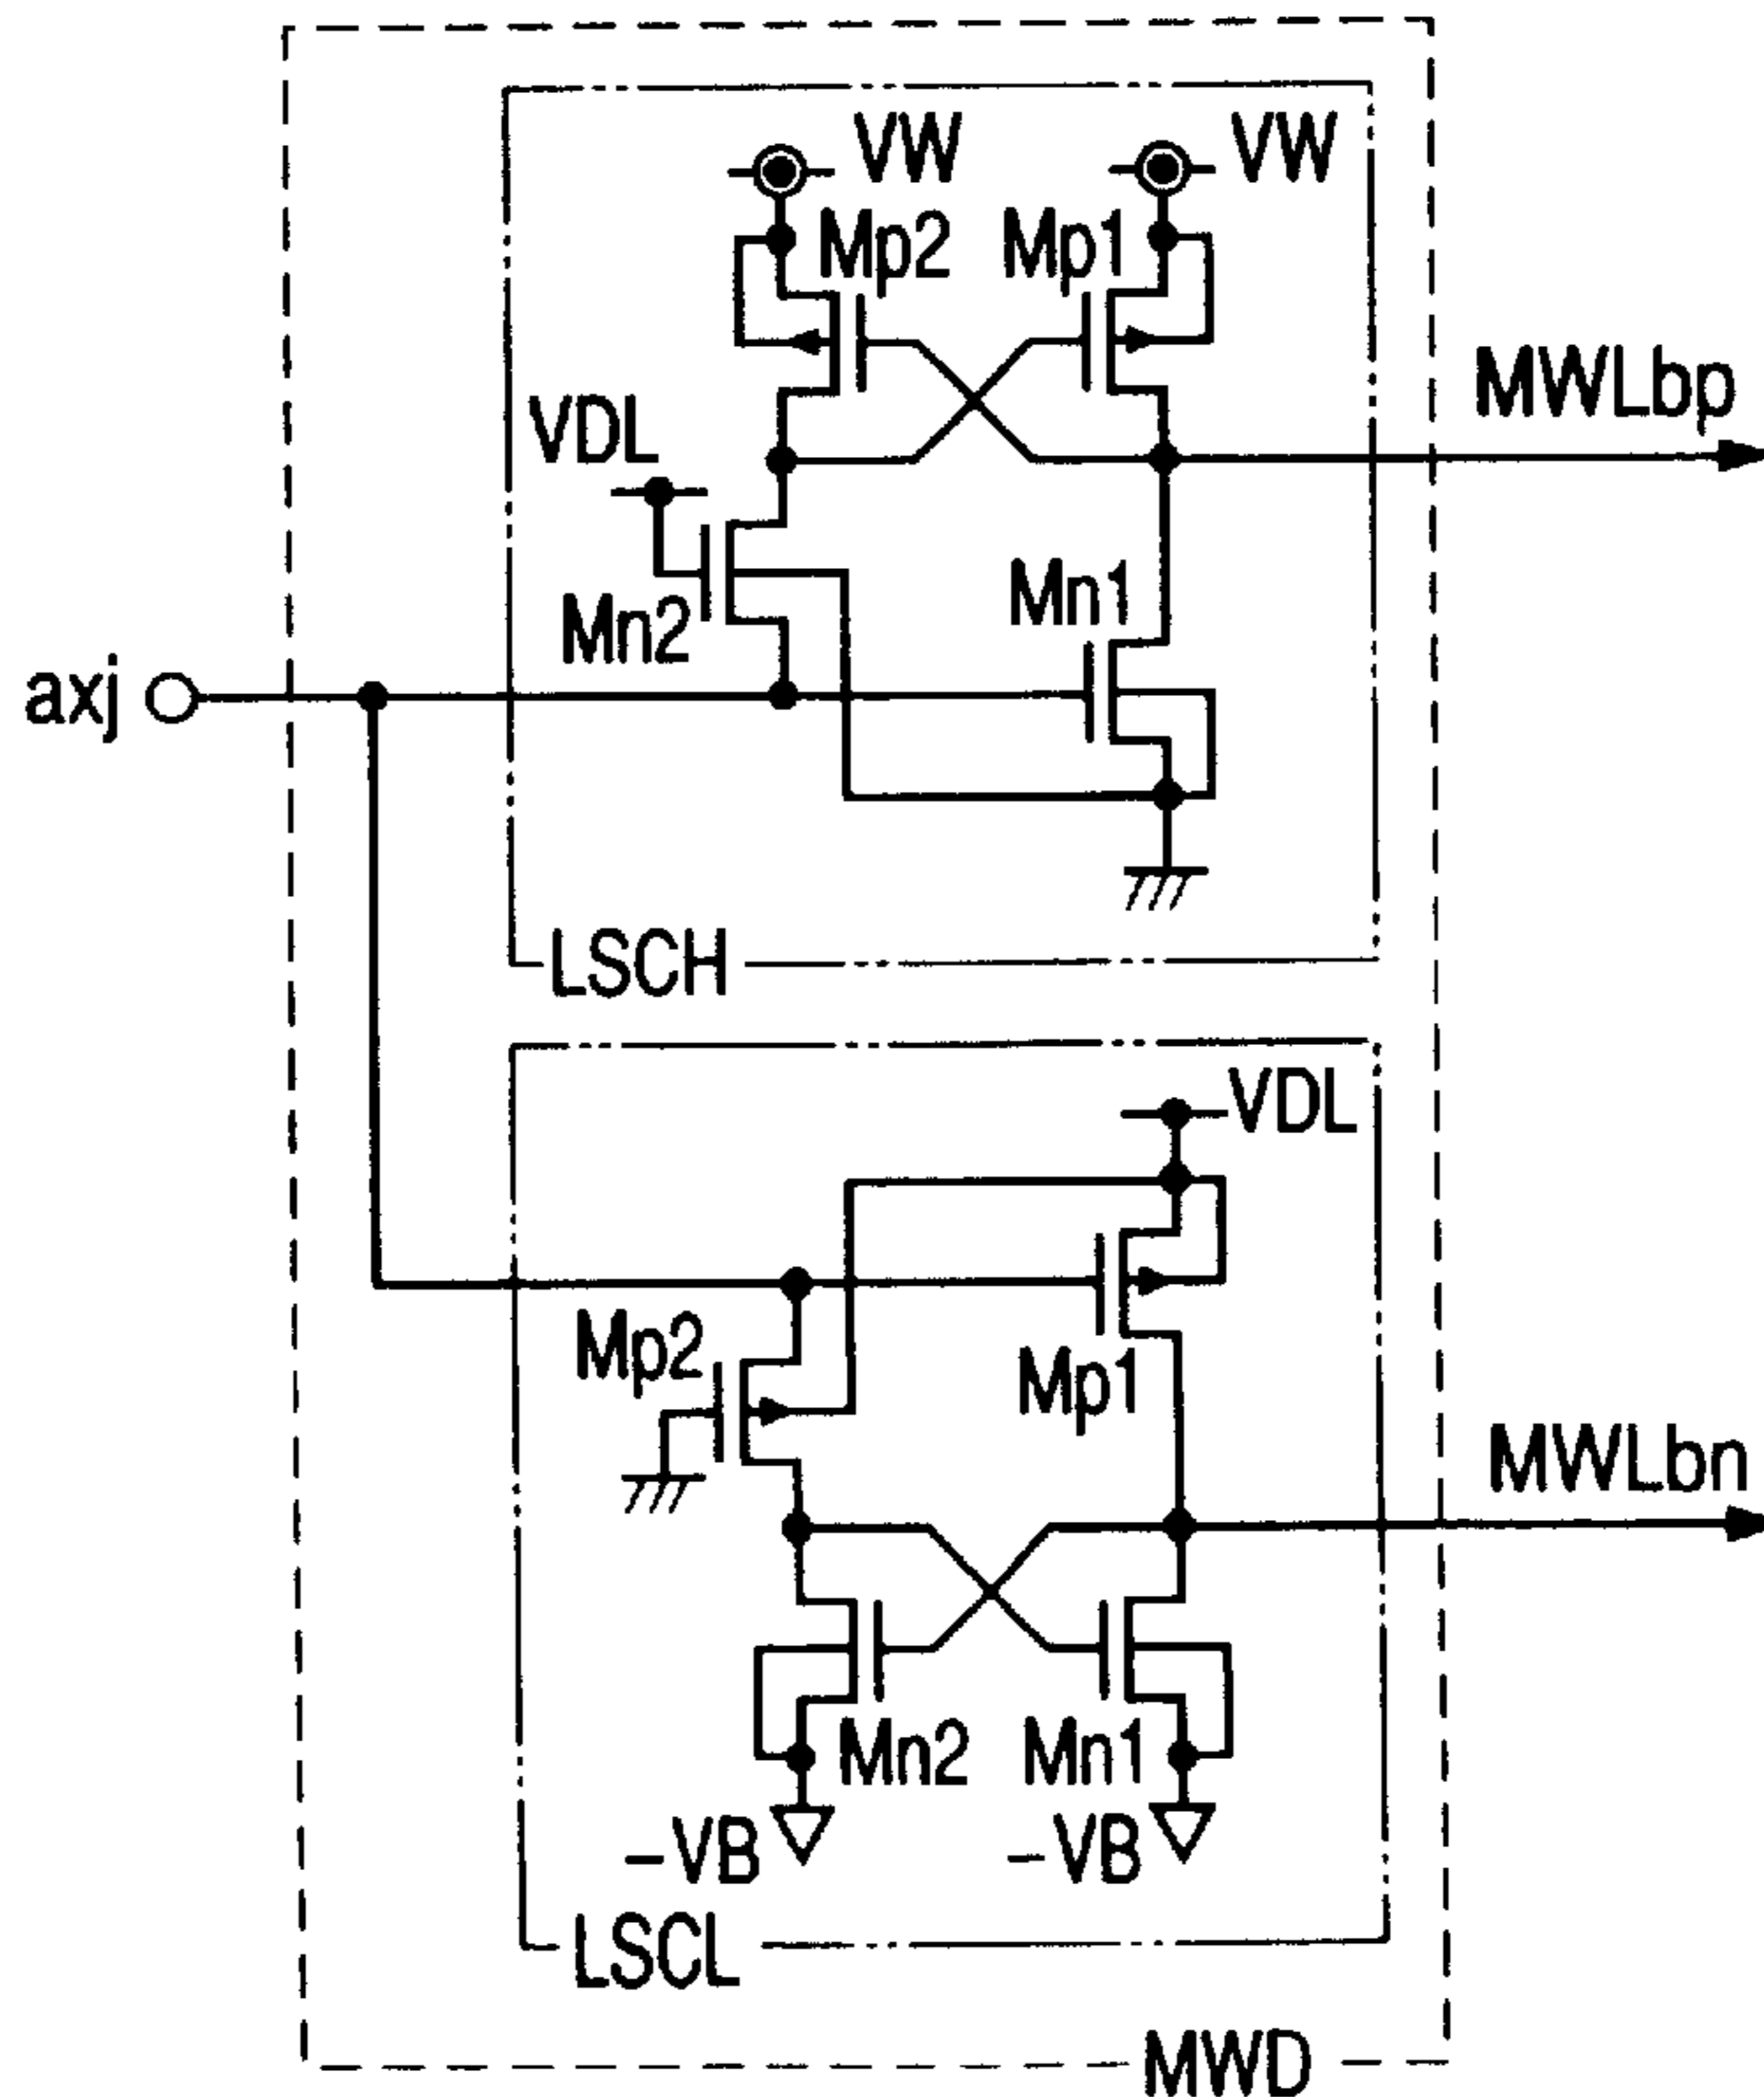 VW
VW
Mp2
Mp1
MWLbp
VDL
Mn1
Mn2
axj
LSCH
VDL
Mp2
Mp1
MWLbn
Mn2
Mn1
-VB
-VB
LSCL
MWD